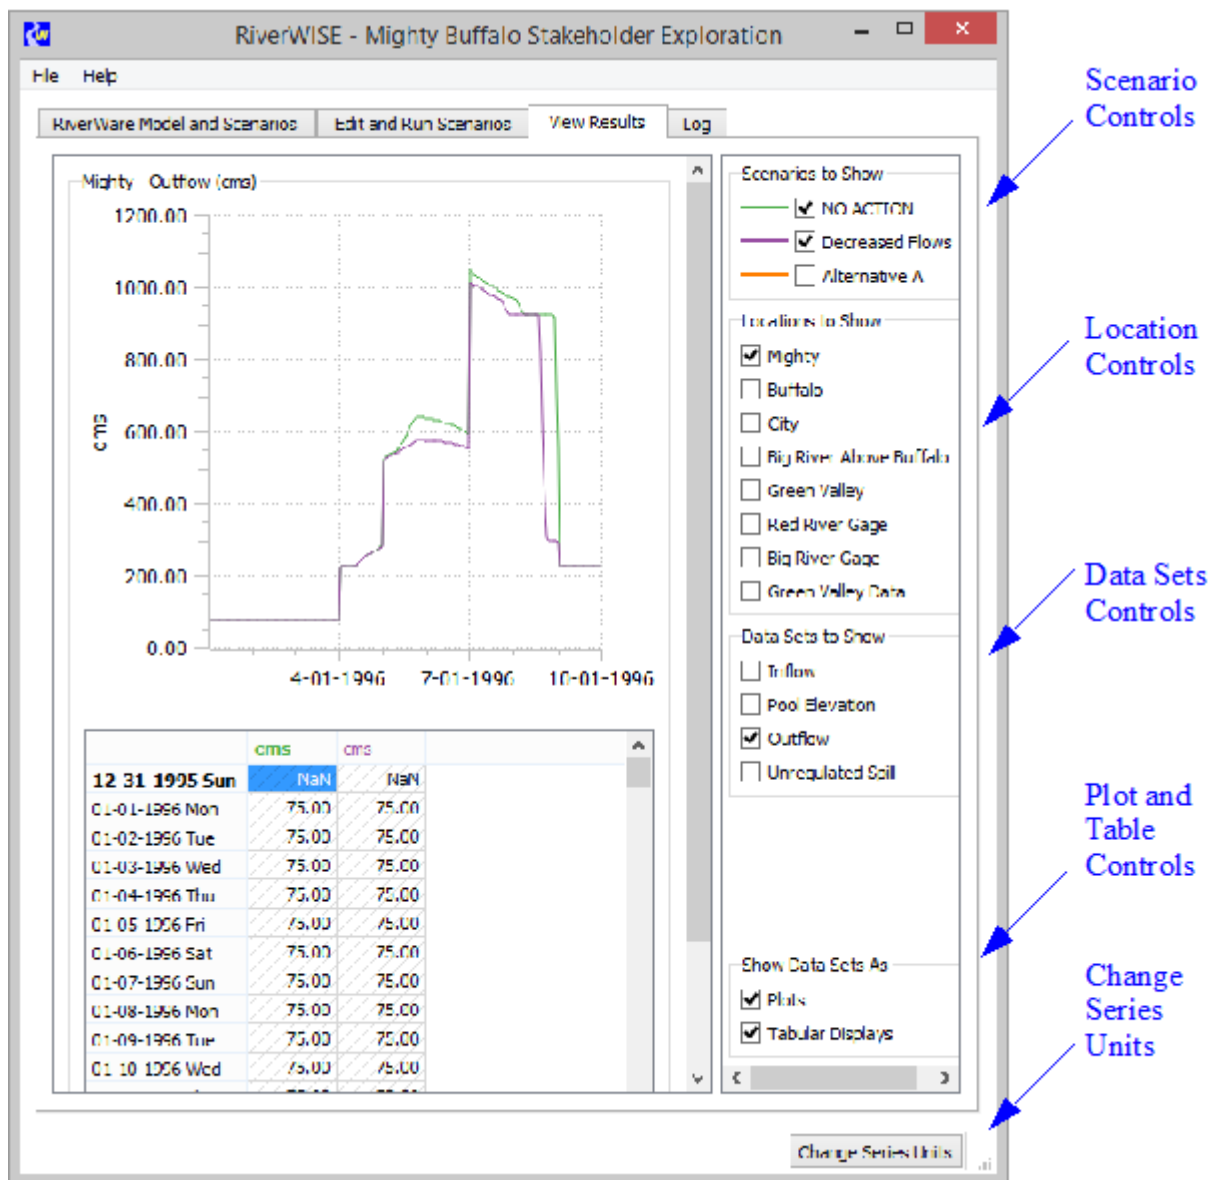 RiverWISE - Mighty Buffalo Stakeholder Exploration
File Help
RiverWare Model and Scenarios Edit and Run Scenarios View Results Log
Mighty Outflow (cms)
1200.00
1000.00
800.00
600.00
400.00
200.00
0.00
cms
4-01-1996 7-01-1996 10-01-1996
cms cms
12-31-1995 Sun NaN NaN
01-01-1996 Mon 75.00 75.00
01-02-1996 Tue 75.00 75.00
01-03-1996 Wed 75.00 75.00
01-04-1996 Thu 75.00 75.00
01-05-1996 Fri 75.00 75.00
01-06-1996 Sat 75.00 75.00
01-07-1996 Sun 75.00 75.00
01-08-1996 Mon 75.00 75.00
01-09-1996 Tue 75.00 75.00
01-10-1996 Wed 75.00 75.00
Scenarios to Show
NO ACTION
Decreased Flows
Alternative A
Locations to Show
Mighty
Buffalo
City
Big River Above Buffalo
Green Valley
Red River Gage
Big River Gage
Green Valley Data
Data Sets to Show
Inflow
Pool Elevation
Outflow
Unregulated Spill
Show Data Sets As
Plots
Tabular Displays
Change Series Units
Scenario
Controls
Location
Controls
Data Sets
Controls
Plot and
Table
Controls
Change
Series
Units